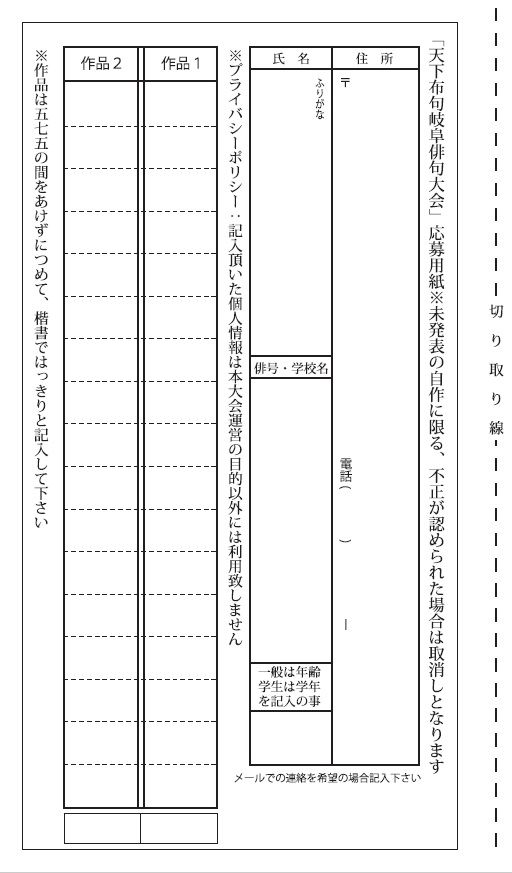 切り取り線
「天下布句岐阜俳句大会」応募用紙※未発表の自作に限る、不正が認められた場合は取消しとなります
住　所
〒
電話（　　）　　―
氏　名
ふりがな
俳号・学校名
一般は年齢
学生は学年
を記入の事
メールでの連絡を希望の場合記入下さい
※プライバシーポリシー：記入頂いた個人情報は本大会運営の目的以外には利用致しません
作品１
作品２
※作品は五七五の間をあけずにつめて、楷書ではっきりと記入して下さい